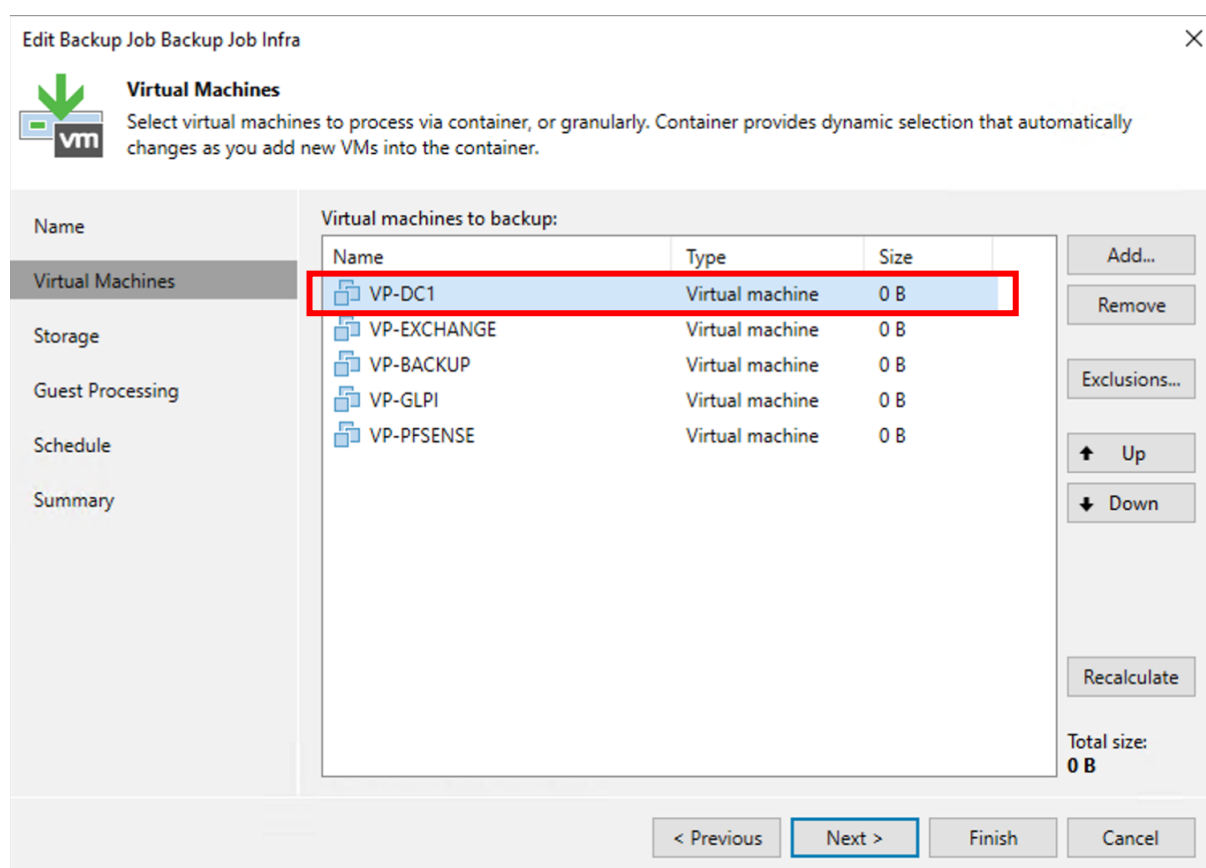 Edit Backup Job Backup Job Infra
Virtual Machines
Select virtual machines to process via container, or granularly. Container provides dynamic selection that automatically
changes as you add new VMs into the container.
vm
Name
Virtual Machines
Storage
Guest Processing
Schedule
Summary
Virtual machines to backup:
Name Type Size
VP-DC1 Virtual machine 0 B
VP-EXCHANGE Virtual machine 0 B
VP-BACKUP Virtual machine 0 B
VP-GLPI Virtual machine 0 B
VP-PFSENSE Virtual machine 0 B
Add...
Remove
Exclusions...
Up
Down
Recalculate
Total size:
0 B
< Previous Next > Finish Cancel